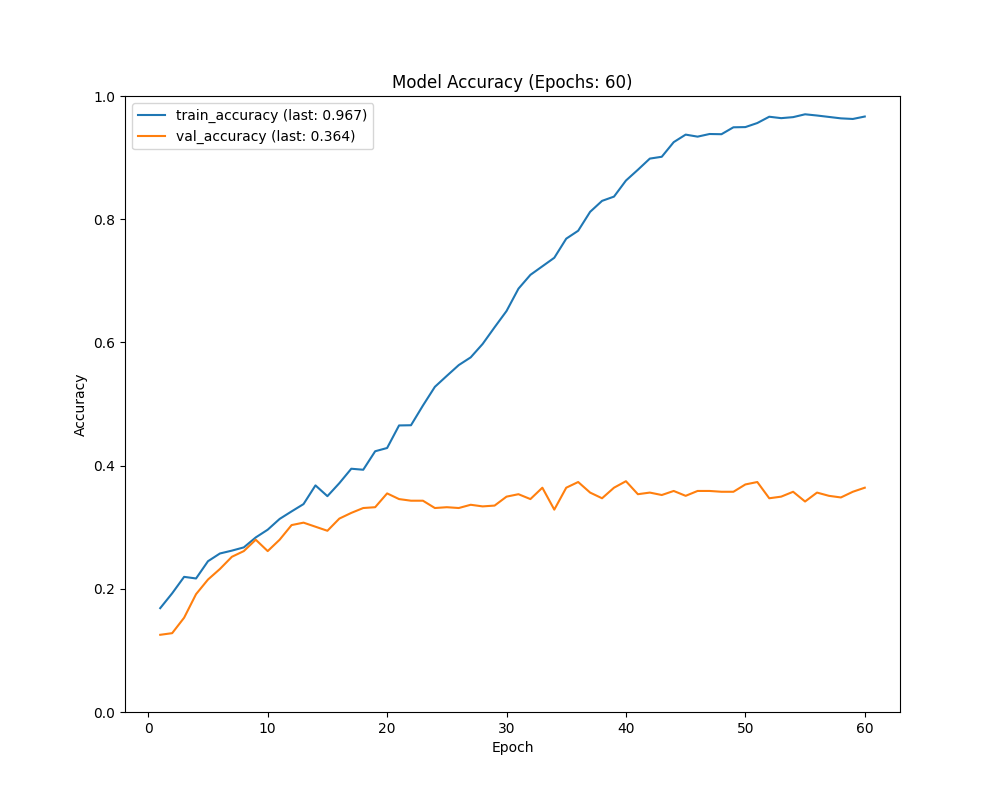 Model Accuracy (Epochs: 60)
train_accuracy (last: 0.967)
val_accuracy (last: 0.364)
1.0
0.8
0.6
0.4
0.2
0.0
Accuracy
0 10 20 30 40 50 60
Epoch